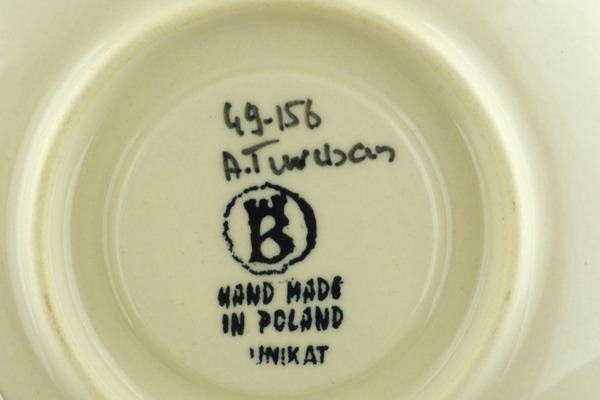 49-156
A.
B
HAND MADE
IN POLAND
UNIKAT